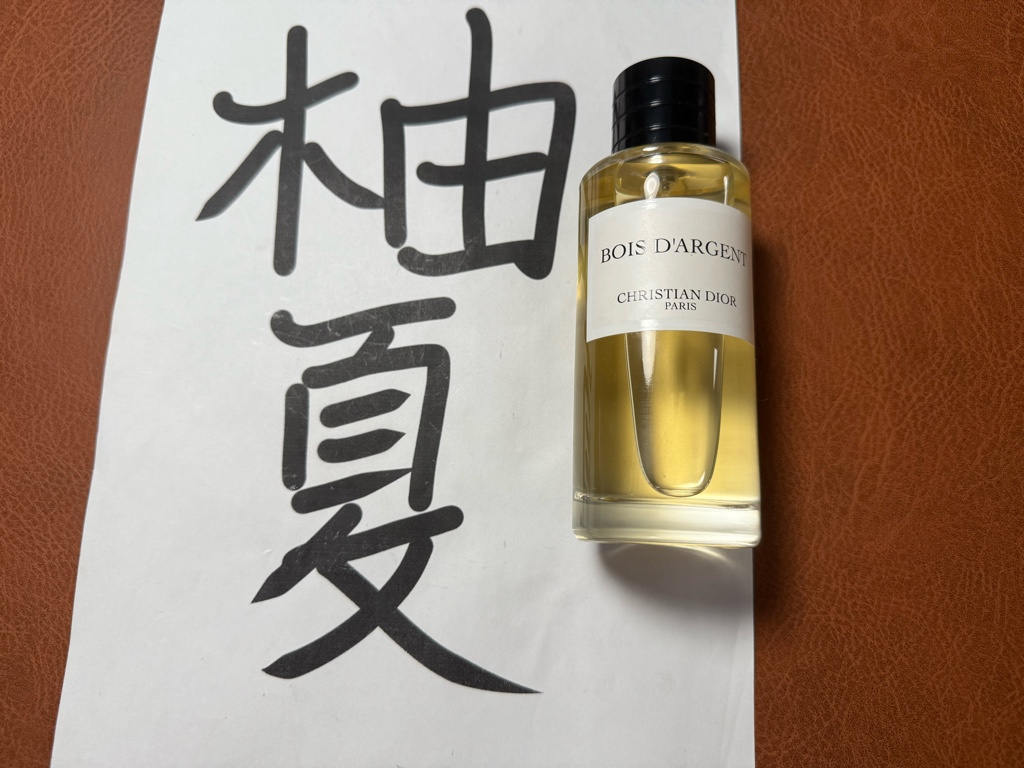 柚
夏
BOIS D'ARGENT
CHRISTIAN DIOR
PARIS